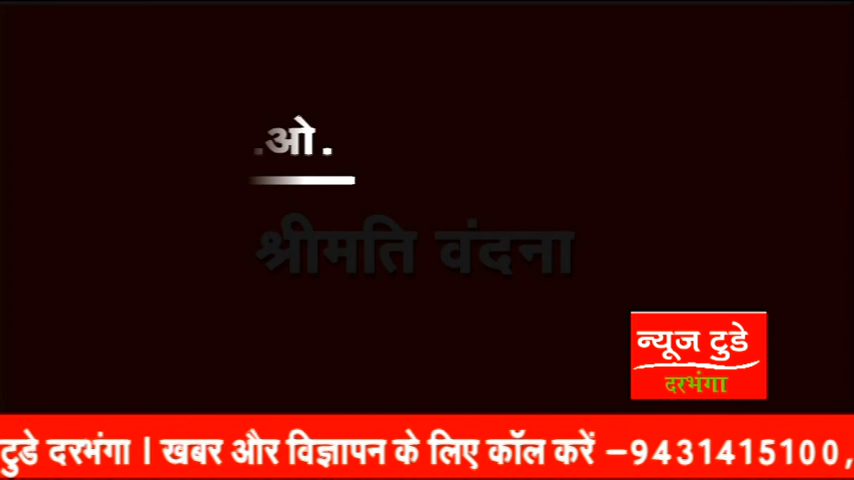 .ओ.
श्रीमति वंदना
न्यूज टुडे
दरभंगा
टुडे दरभंगा । खबर और विज्ञापन के लिए कॉल करें –9431415100,